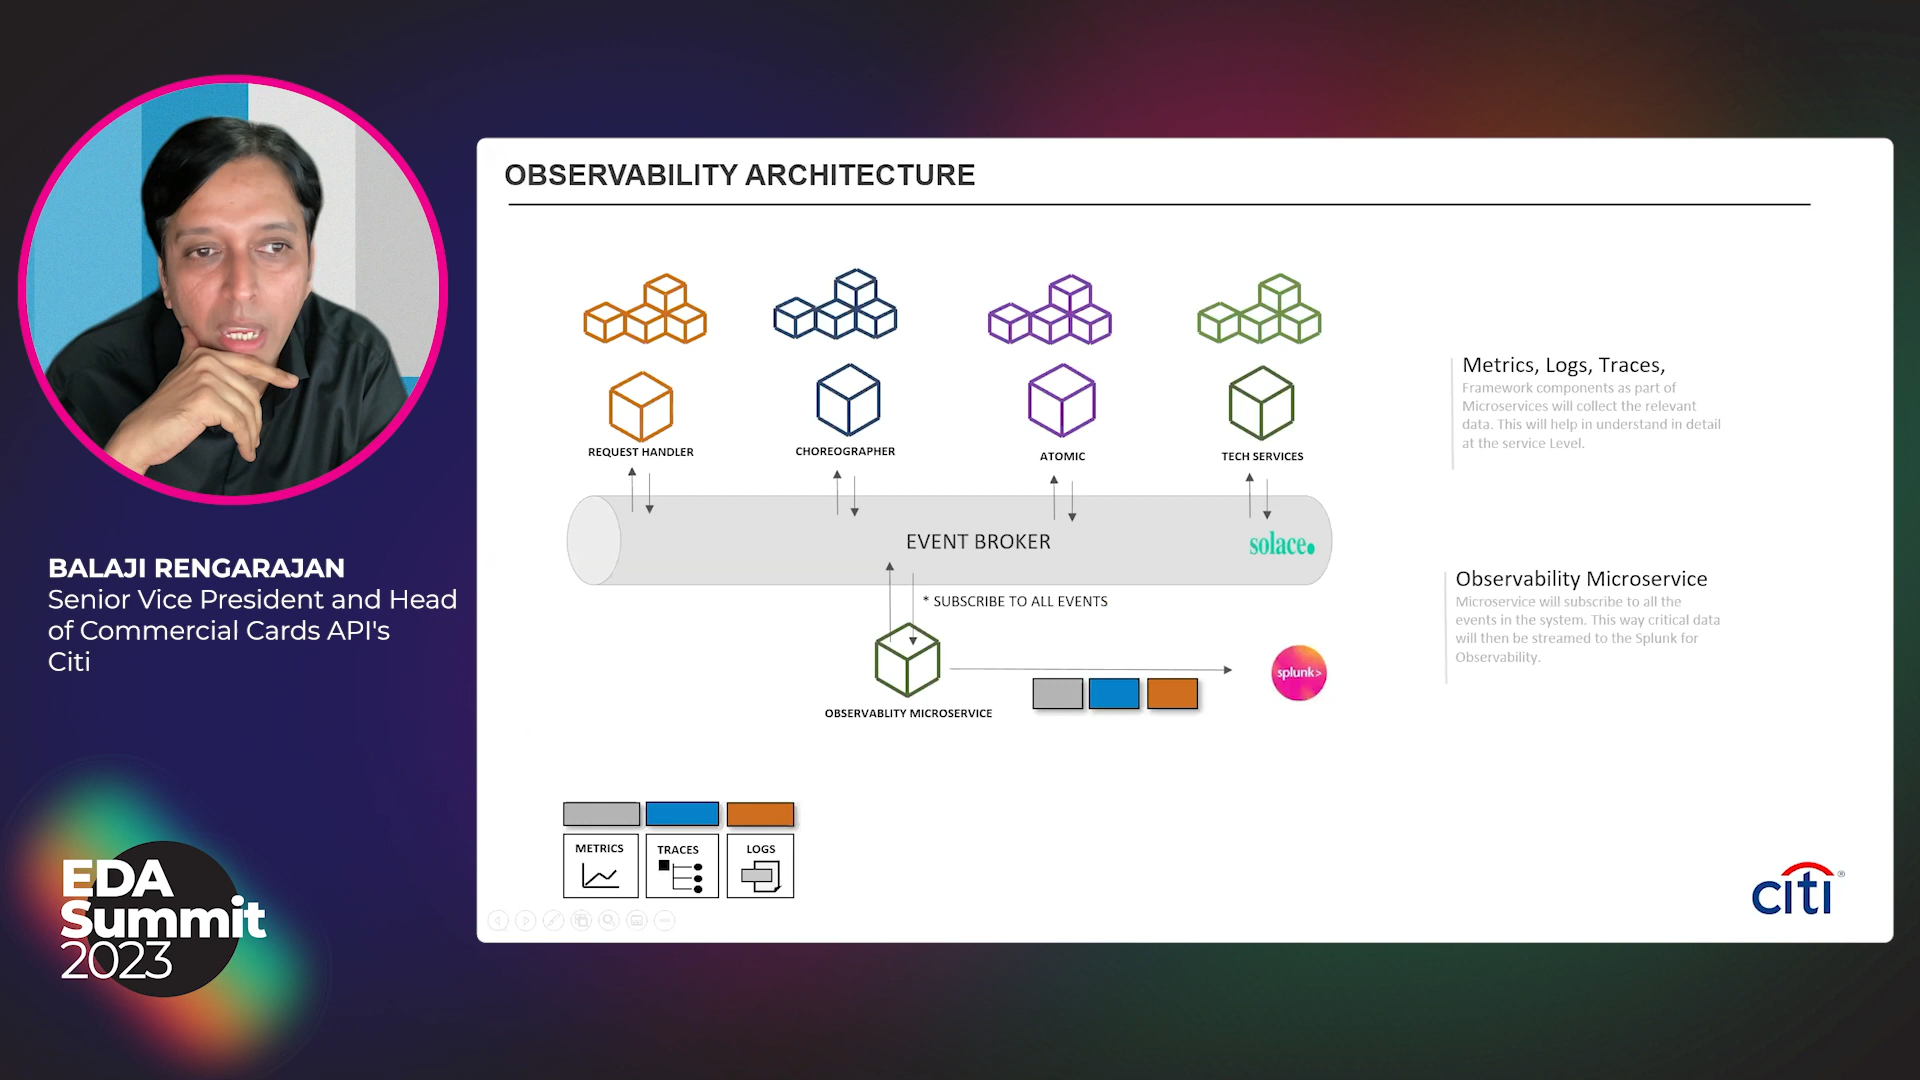 BALAJI RENGARAJAN
Senior Vice President and Head
of Commercial Cards API's
Citi
EDA
Summit
2023
OBSERVABILITY ARCHITECTURE
REQUEST HANDLER
CHOREOGRAPHER
ATOMIC
TECH SERVICES
EVENT BROKER
solace
* SUBSCRIBE TO ALL EVENTS
OBSERVABLITY MICROSERVICE
splunk>
METRICS
TRACES
LOGS
Metrics, Logs, Traces,
Framework components as part of
Microservices will collect the relevant
data. This will help in understand in detail
at the service Level.
Observability Microservice
Microservice will subscribe to all the
events in the system. This way critical data
will then be streamed to the Splunk for
Observability.
citi®